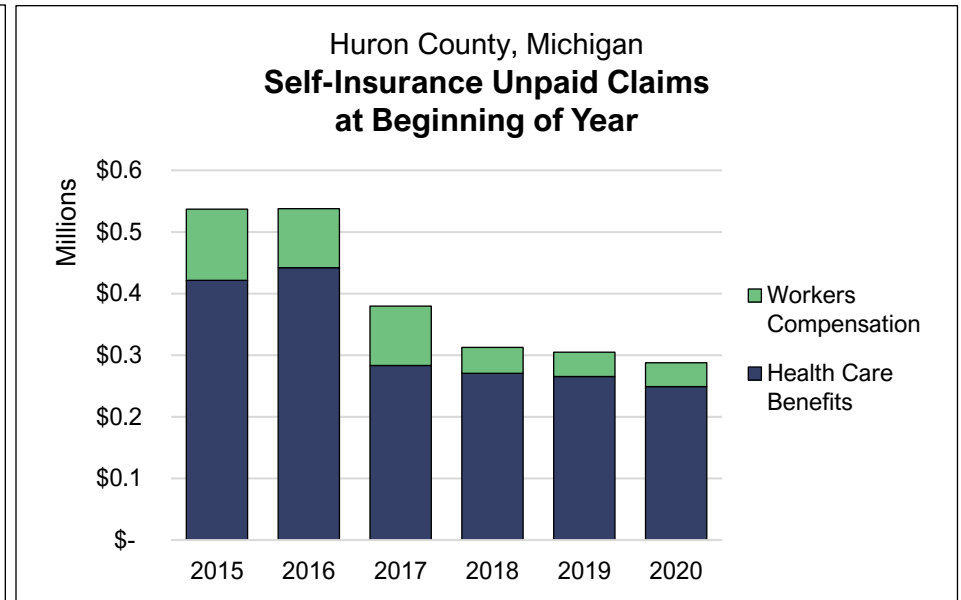 Huron County, Michigan
Self-Insurance Unpaid Claims
at Beginning of Year
Millions
$0.6
$0.5
$0.4
$0.3
$0.2
$0.1
$-
2015 2016 2017 2018 2019 2020
Workers
Compensation
Health Care
Benefits